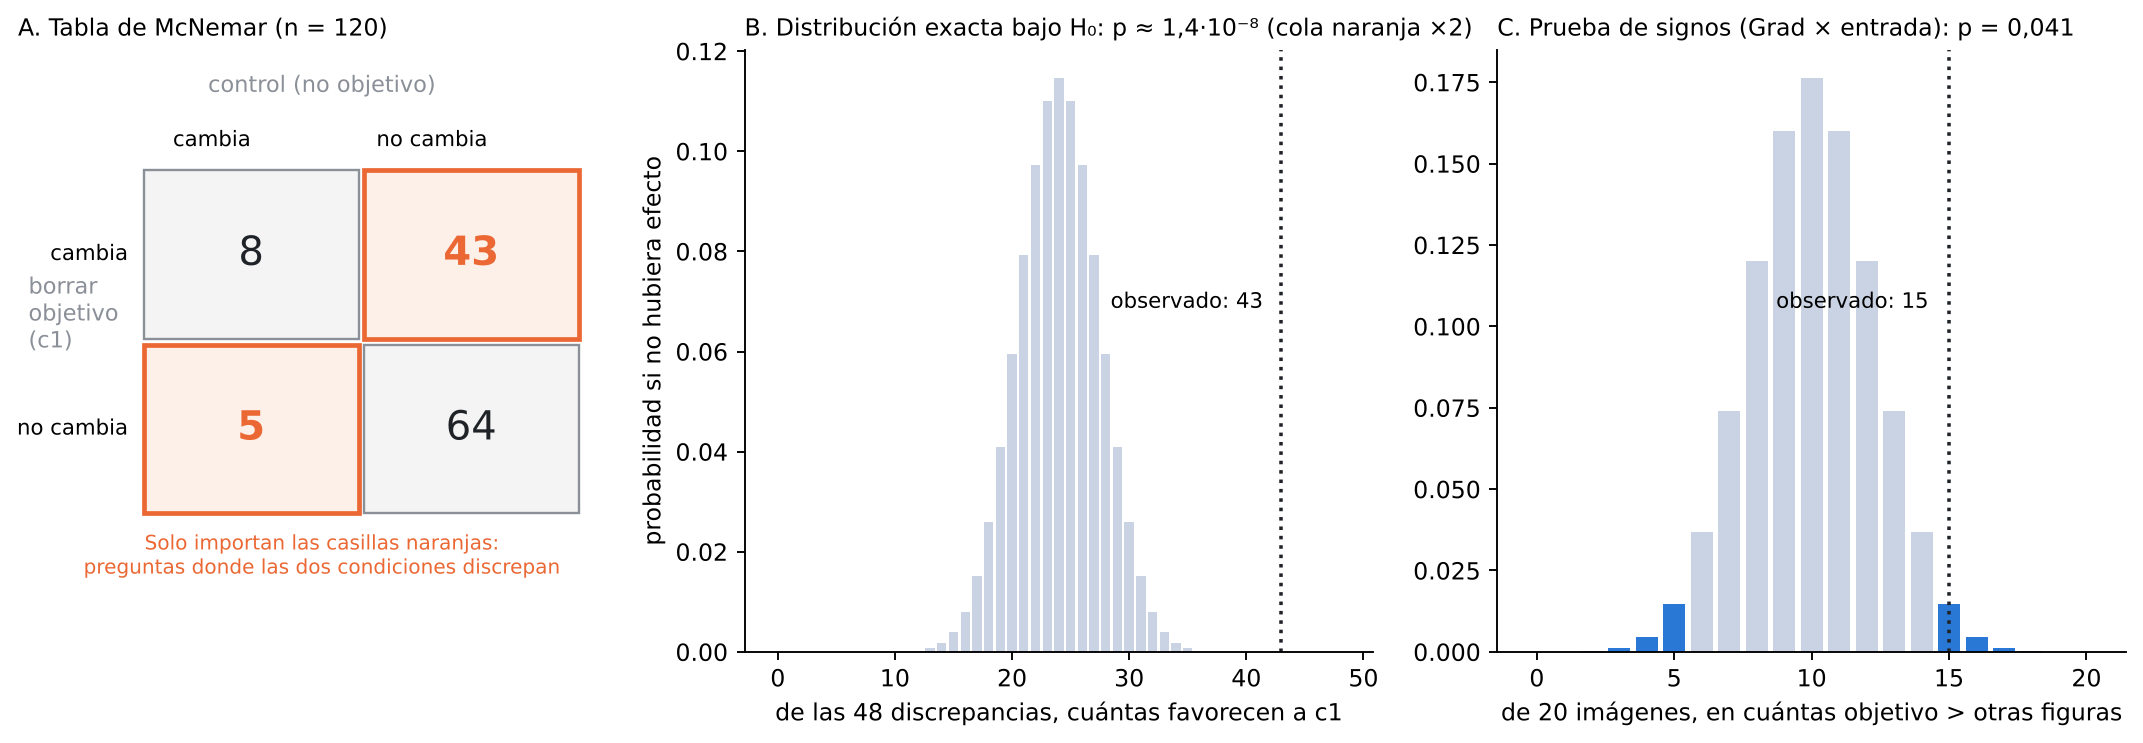 A. Tabla de McNemar (n = 120)
control (no objetivo)
cambia
no cambia
cambia
borrar
objetivo
(c1)
no cambia
8
43
5
64
Solo importan las casillas naranjas:
preguntas donde las dos condiciones discrepan
B. Distribución exacta bajo H₀: p ≈ 1,4·10⁻⁸ (cola naranja ×2)
probabilidad si no hubiera efecto
0.12
0.10
0.08
0.06
0.04
0.02
0.00
observado: 43
0 10 20 30 40 50
de las 48 discrepancias, cuántas favorecen a c1
C. Prueba de signos (Grad × entrada): p = 0,041
0.175
0.150
0.125
0.100
0.075
0.050
0.025
0.000
observado: 15
0 5 10 15 20
de 20 imágenes, en cuántas objetivo > otras figuras